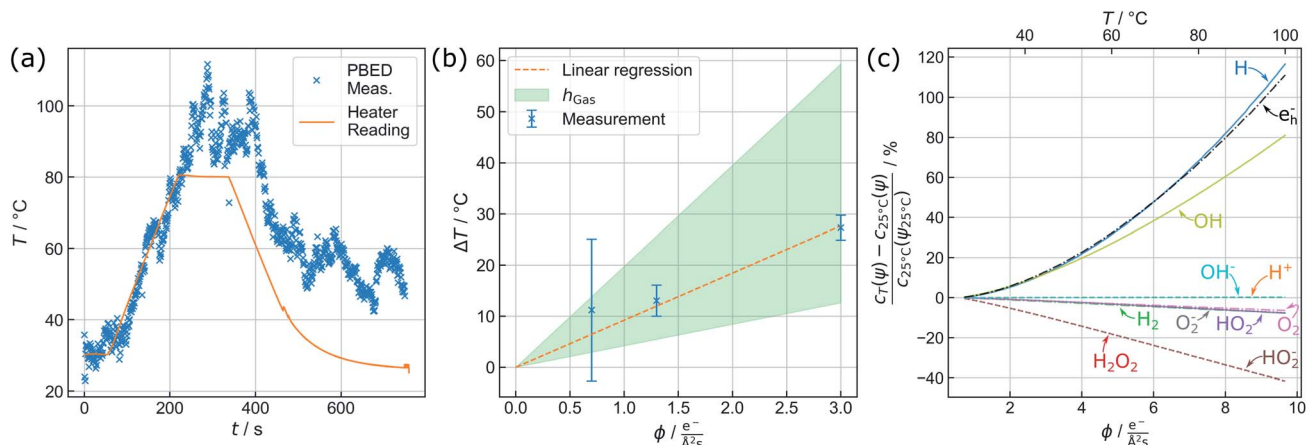 (a)
PBED
Meas.
Heater
Reading
T / °C
100
80
60
40
20
0
200
400
600
t / s
(b)
Linear regression
h_Gas
Measurement
ΔT / °C
60
50
40
30
20
10
0
0.0
0.5
1.0
1.5
2.0
2.5
3.0
ϕ / e⁻/Å²s
(c)
T / °C
40
60
80
100
c_T(ψ) − c_25°C(ψ) / c_25°C(ψ_25°C) / %
120
100
80
60
40
20
0
−20
−40
H
e_h⁻
OH
OH⁻
H⁺
H₂
O₂⁻
HO₂
O₂
H₂O₂
HO₂⁻
2
4
6
8
10
ϕ / e⁻/Å²s